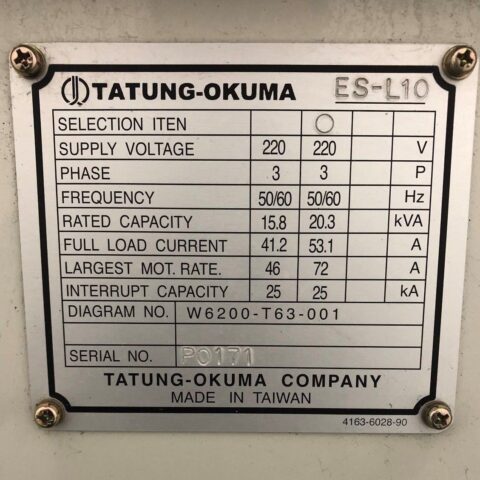 TATUNG-OKUMA ES-L10
SELECTION ITEN O
SUPPLY VOLTAGE 220 220 V
PHASE 3 3 P
FREQUENCY 50/60 50/60 Hz
RATED CAPACITY 15.8 20.3 kVA
FULL LOAD CURRENT 41.2 53.1 A
LARGEST MOT. RATE. 46 72 A
INTERRUPT CAPACITY 25 25 kA
DIAGRAM NO. W6200-T63-001
SERIAL NO. P0171
TATUNG-OKUMA COMPANY
MADE IN TAIWAN
4163-6028-90